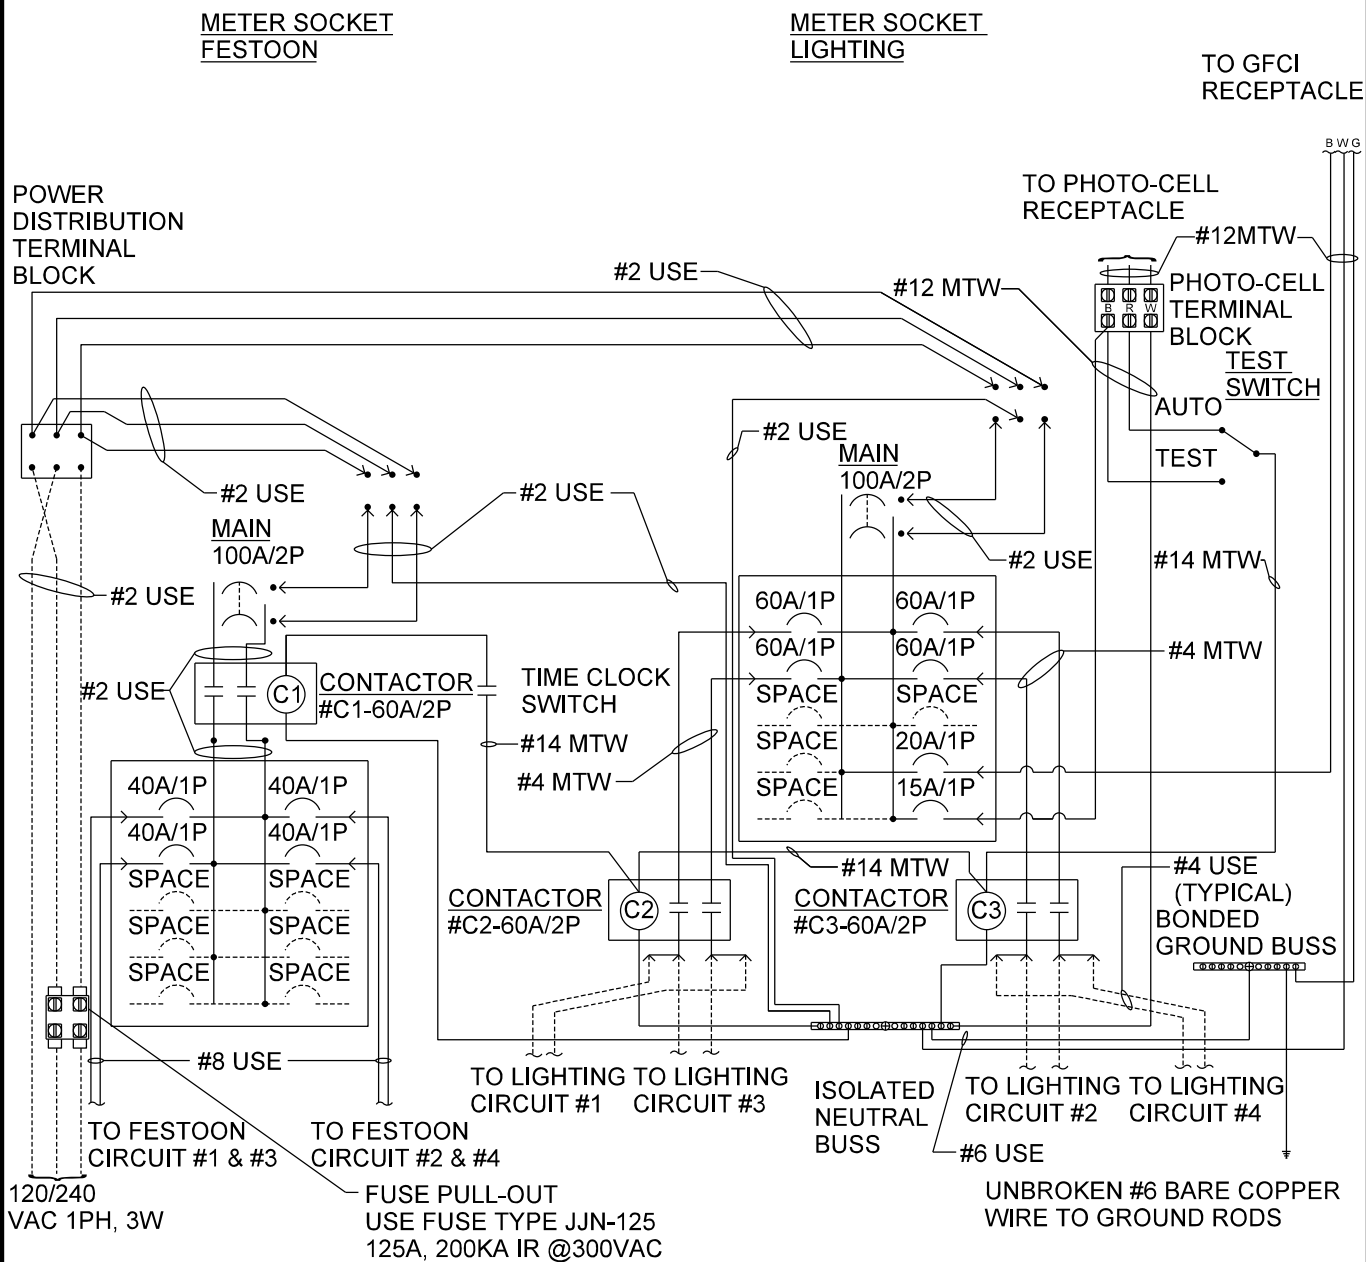 METER SOCKET
FESTOON
METER SOCKET
LIGHTING
TO GFCI
RECEPTACLE
B W G
POWER
DISTRIBUTION
TERMINAL
BLOCK
TO PHOTO-CELL
RECEPTACLE
#12MTW
#2 USE
#12 MTW
B R W
PHOTO-CELL
TERMINAL
BLOCK
TEST
SWITCH
AUTO
TEST
#2 USE
MAIN
100A/2P
#2 USE
#2 USE
MAIN
100A/2P
#2 USE
#14 MTW
#2 USE
60A/1P
60A/1P
60A/1P
60A/1P
SPACE
SPACE
SPACE
20A/1P
SPACE
15A/1P
#4 MTW
#2 USE
C1
CONTACTOR
#C1-60A/2P
TIME CLOCK
SWITCH
#14 MTW
#4 MTW
40A/1P
40A/1P
40A/1P
40A/1P
SPACE
SPACE
SPACE
SPACE
SPACE
SPACE
#14 MTW
CONTACTOR
#C2-60A/2P
C2
CONTACTOR
#C3-60A/2P
C3
#4 USE
(TYPICAL)
BONDED
GROUND BUSS
#8 USE
TO LIGHTING
CIRCUIT #1
TO LIGHTING
CIRCUIT #3
ISOLATED
NEUTRAL
BUSS
TO LIGHTING
CIRCUIT #2
TO LIGHTING
CIRCUIT #4
TO FESTOON
CIRCUIT #1 & #3
TO FESTOON
CIRCUIT #2 & #4
#6 USE
120/240
VAC 1PH, 3W
FUSE PULL-OUT
USE FUSE TYPE JJN-125
125A, 200KA IR @300VAC
UNBROKEN #6 BARE COPPER
WIRE TO GROUND RODS